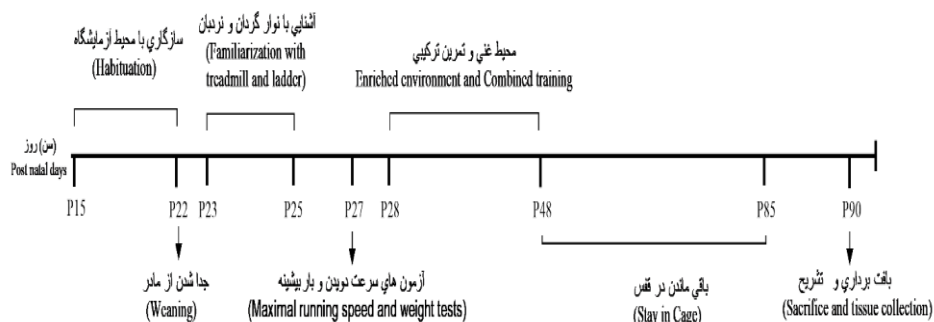 سازگاري با محيط آزمايشگاه
(Habituation)
آشنايي با نوار گردان و نردبان
(Familiarization with
treadmill and ladder)
محيط غني و تمرين تركيبي
Enriched environment and Combined training
(سن) روز
Post natal days
P15 P22 P23 P25 P27 P28 P48 P85 P90
جدا شدن از مادر
(Weaning)
آزمون هاي سرعت دويدن و بار بيشينه
(Maximal running speed and weight tests)
باقي ماندن در قفس
(Stay in Cage)
بافت برداري و تشريح
(Sacrifice and tissue collection)